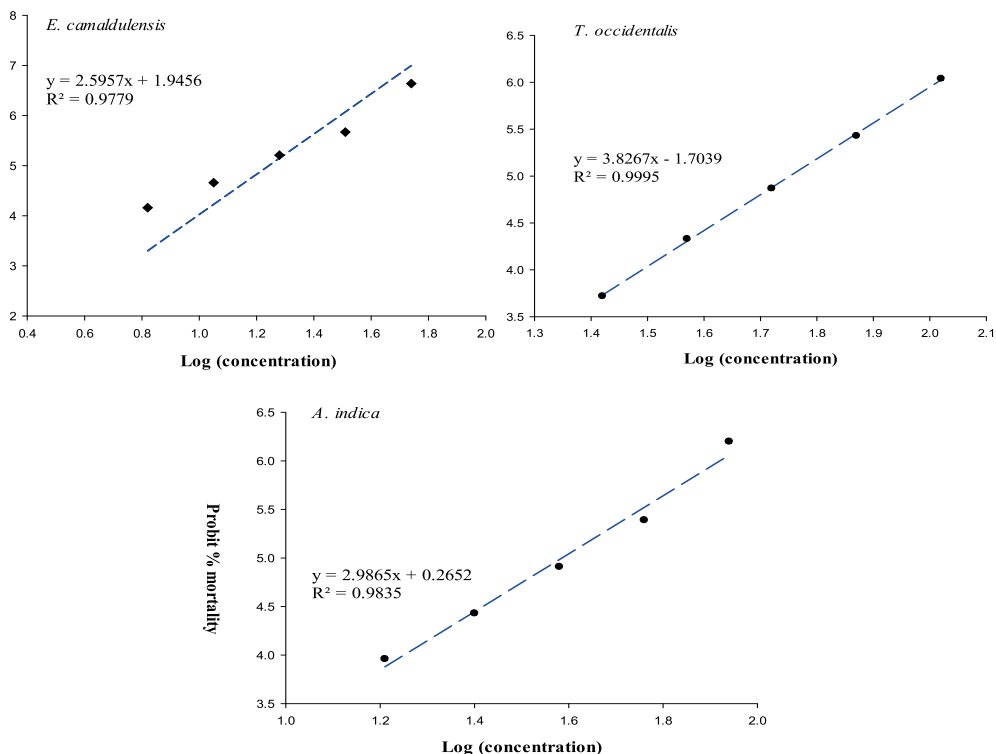 E. camaldulensis
y = 2.5957x + 1.9456
R² = 0.9779
8
7
6
5
4
3
2
0.4 0.6 0.8 1.0 1.2 1.4 1.6 1.8 2.0
Log (concentration)
T. occidentalis
y = 3.8267x - 1.7039
R² = 0.9995
6.5
6.0
5.5
5.0
4.5
4.0
3.5
1.3 1.4 1.5 1.6 1.7 1.8 1.9 2.0 2.1
Log (concentration)
A. indica
y = 2.9865x + 0.2652
R² = 0.9835
Probit % mortality
6.5
6.0
5.5
5.0
4.5
4.0
3.5
1.0 1.2 1.4 1.6 1.8 2.0
Log (concentration)